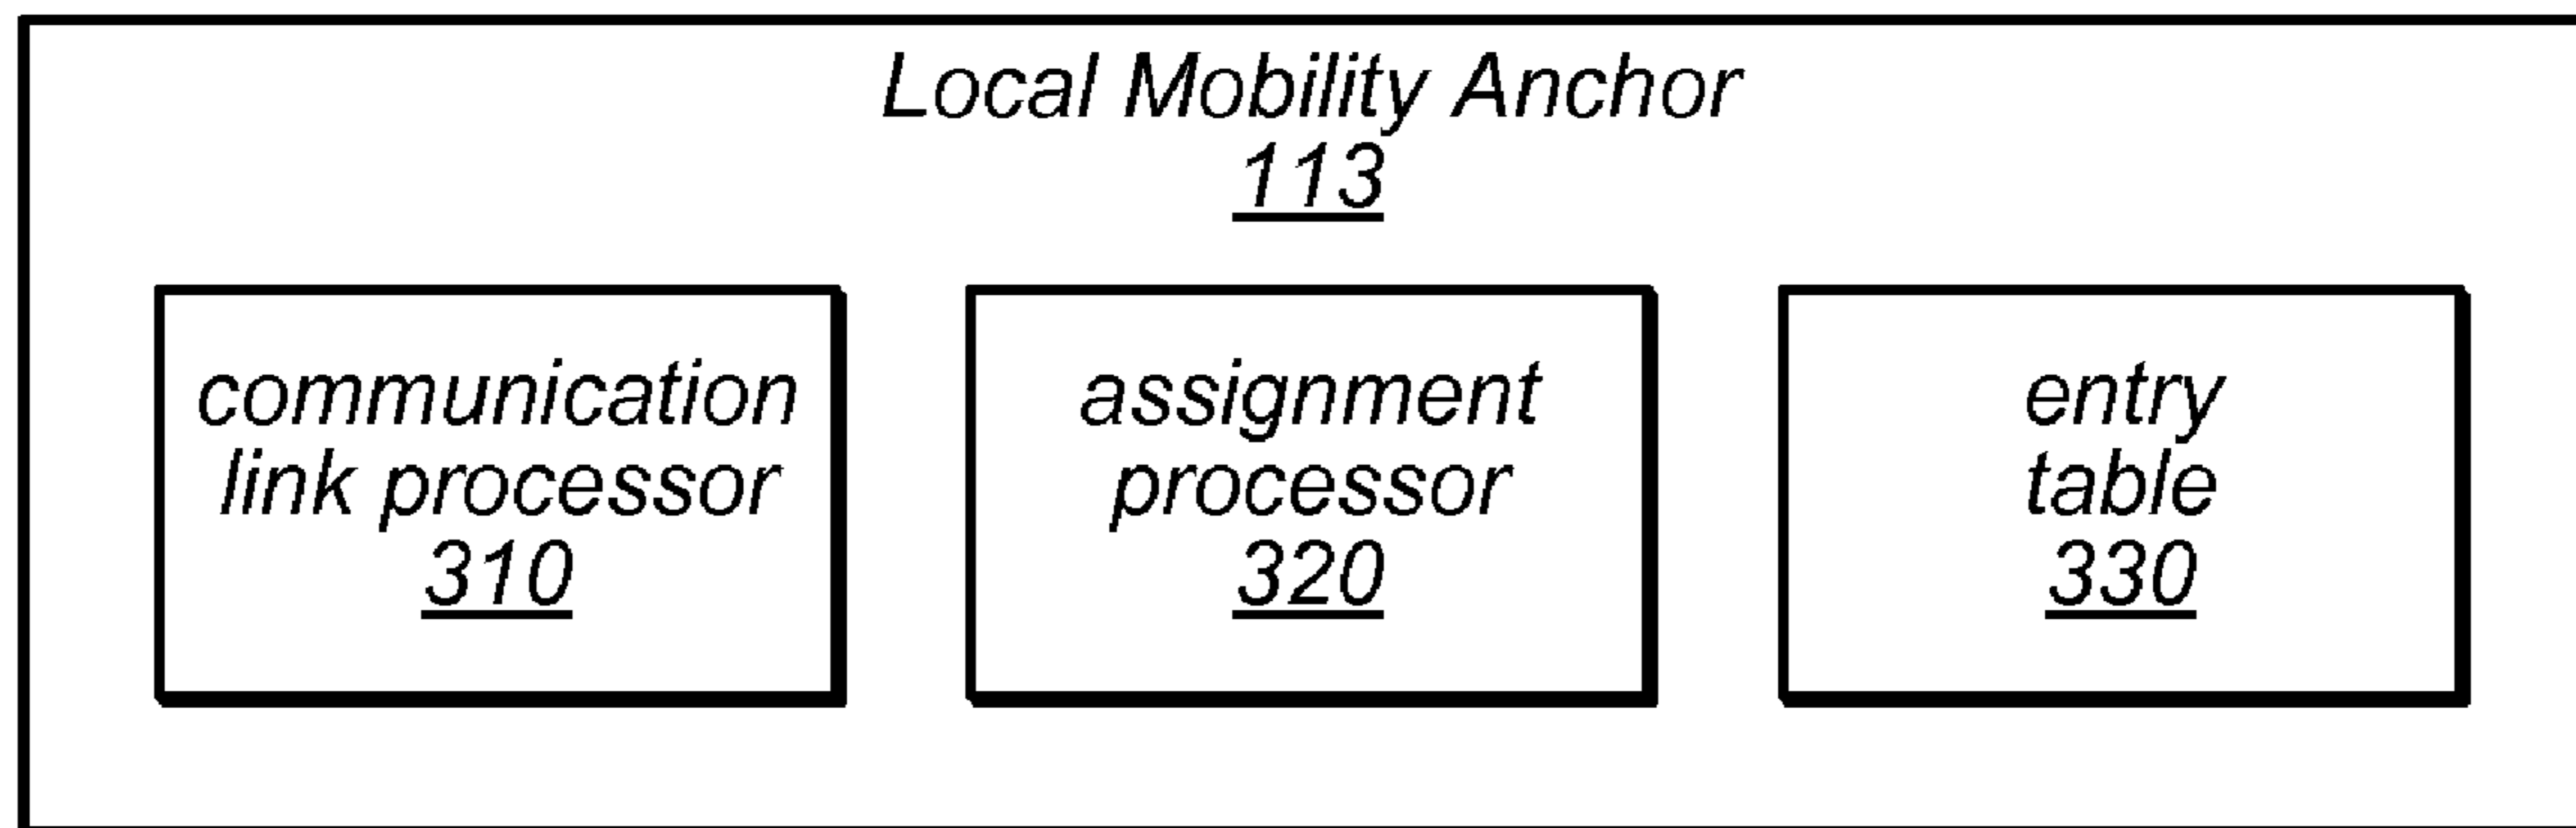 Local Mobility Anchor
113
communication
link processor
310
assignment
processor
320
entry
table
330